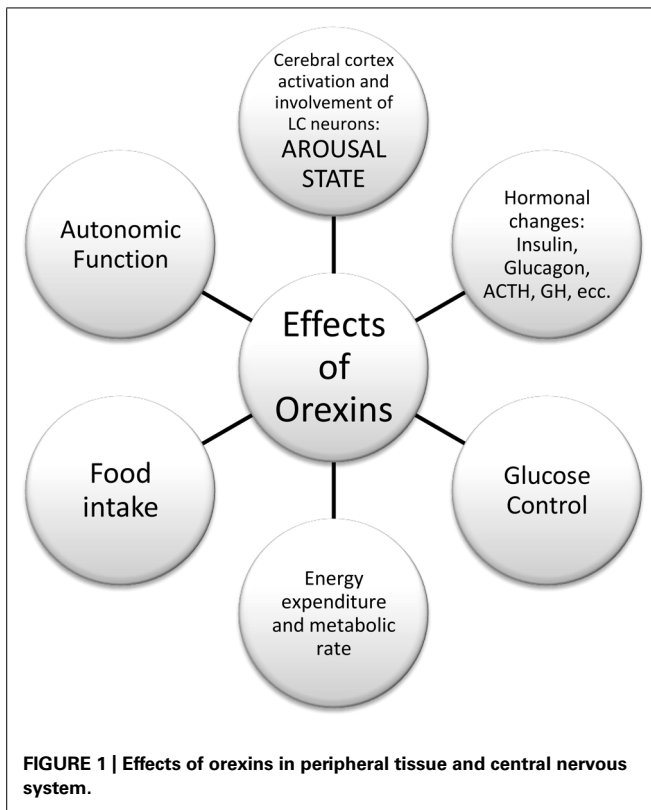 Cerebral cortex
activation and
involvement of
LC neurons:
AROUSAL
STATE
Hormonal
changes:
Insulin,
Glucagon,
ACTH, GH, ecc.
Autonomic
Function
Effects
of
Orexins
Food
intake
Glucose
Control
Energy
expenditure
and metabolic
rate
FIGURE 1 | Effects of orexins in peripheral tissue and central nervous
system.